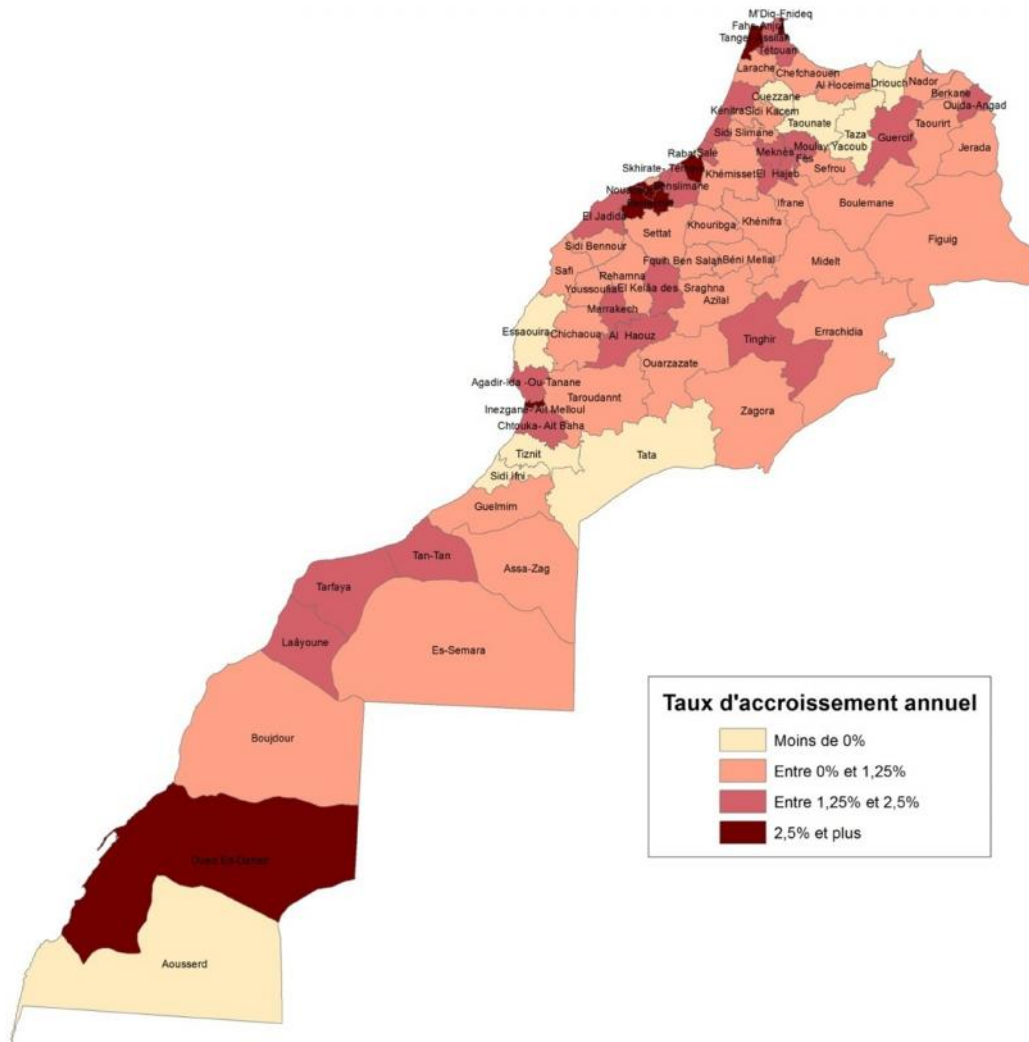 M'Diq-Fnideq
Fahs-Anj
Tange Assilah
Tétouan
Larache
Chefchaouen
Al Hoceima
Driouch
Nador
Berkane
Oujda-Angad
Ouezzane
Kénitra
Sidi Kacem
Taounate
Taza
Guercif
Taourirt
Sidi Slimane
Jerada
Rabat
Salé
Meknès
Moulay Yacoub
Fès
Skhirate- Témara
Khémisset
El Hajeb
Sefrou
Nouaceur
Benslimane
Ifrane
Boulemane
El Jadida
Settat
Khouribga
Khénifra
Figuig
Sidi Bennour
Safi
Rehamna
Fquih Ben Salah
Béni Mellal
Midelt
Youssoufia
El Kelâa des
Sraghna
Azilal
Marrakech
Essaouira
Chichaoua
Al Haouz
Tinghir
Errachidia
Ouarzazate
Agadir-Ida -Ou-Tanane
Taroudannt
Inezgane- Ait Melloul
Chtouka- Ait Baha
Zagora
Tiznit
Tata
Sidi Ifni
Guelmim
Tan-Tan
Assa-Zag
Tarfaya
Laâyoune
Es-Semara
Boujdour
Oued Ed-Dahab
Aousserd
Taux d'accroissement annuel
Moins de 0%
Entre 0% et 1,25%
Entre 1,25% et 2,5%
2,5% et plus